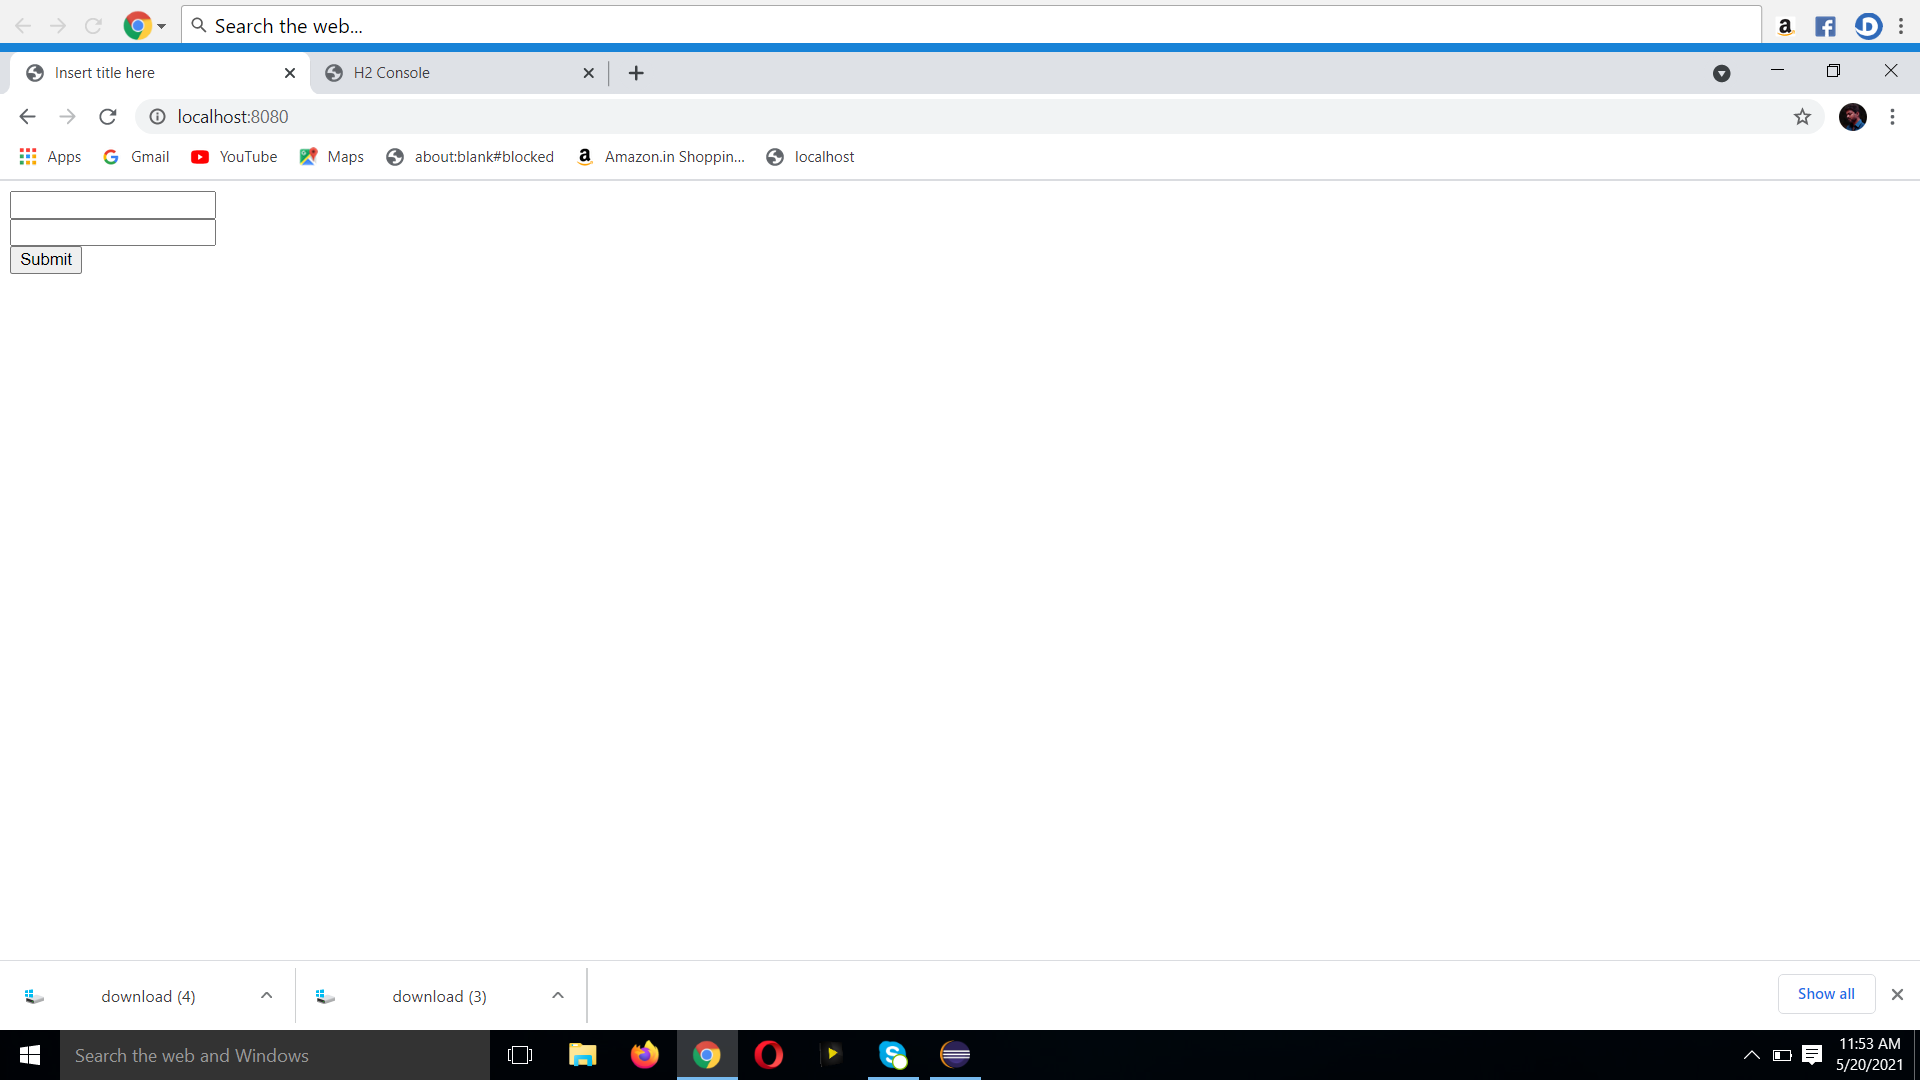 Search the web...
Insert title here
H2 Console
localhost:8080
Apps
Gmail
YouTube
Maps
about:blank#blocked
Amazon.in Shoppin...
localhost
Submit
download (4)
download (3)
Show all
Search the web and Windows
11:53 AM
5/20/2021